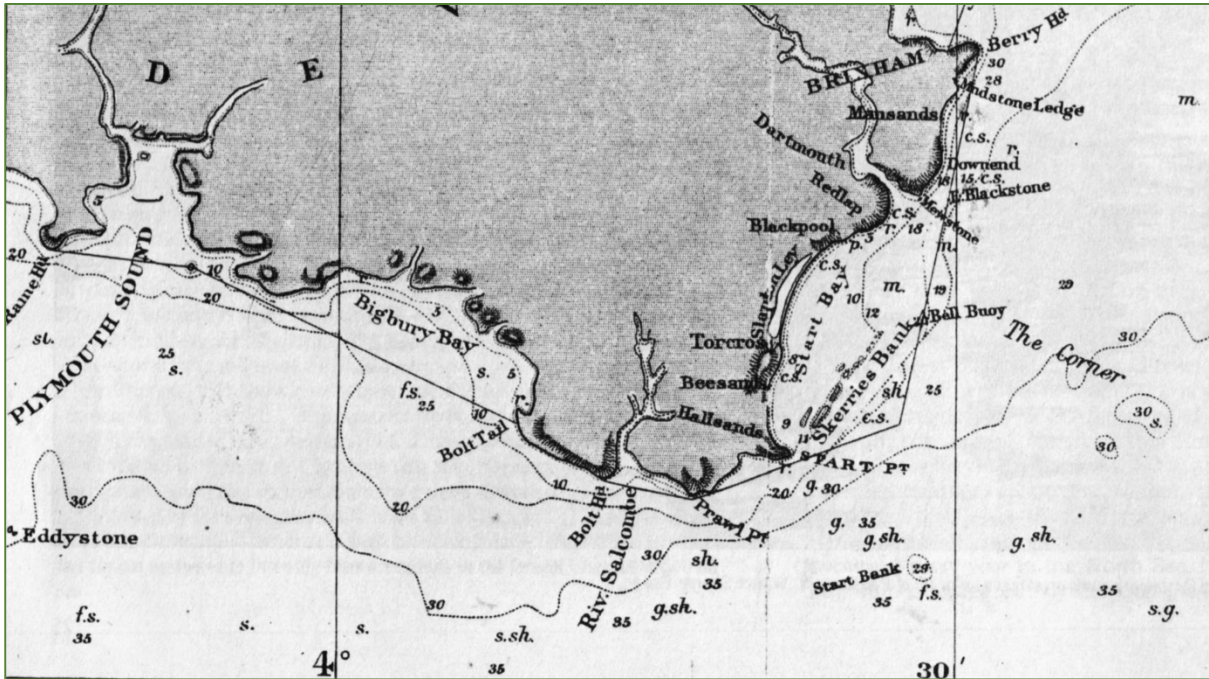 Berry Hd
30
BRIXHAM
28
Mudstone Ledge
m.
D E
Mansands
r.
c.s.
r.
Dartmouth
Downend
18
15
c.s.
E. Blackstone
5
Redlap
Mewstone
c.s.
r.
18
Blackpool
p.
3
m.
20
Rame Hd
PLYMOUTH SOUND
10
20
c.s.
Slapton Ley
Start Bay
10
m.
19
29
12
Bell Buoy
The Corner
30
Bigbury Bay
5
st.
25
s.
Torcross
s.
c.s.
Skerries Bank
s.
5
Beesands
sh.
25
f.s.
25
10
Hallsands
9
c.s.
30
s.
Bolt Tail
11
30
START PT
r.
g.
30
20
10
30
20
Bolt Hd
Prawl Pt
Eddystone
g.
35
g.sh.
g.
sh.
30
sh.
35
Start Bank
29
f.s.
35
35
30
Riv. Salcombe
35
g.sh.
s.g.
f.s.
35
s.
s.
s.sh.
35
4°
30'